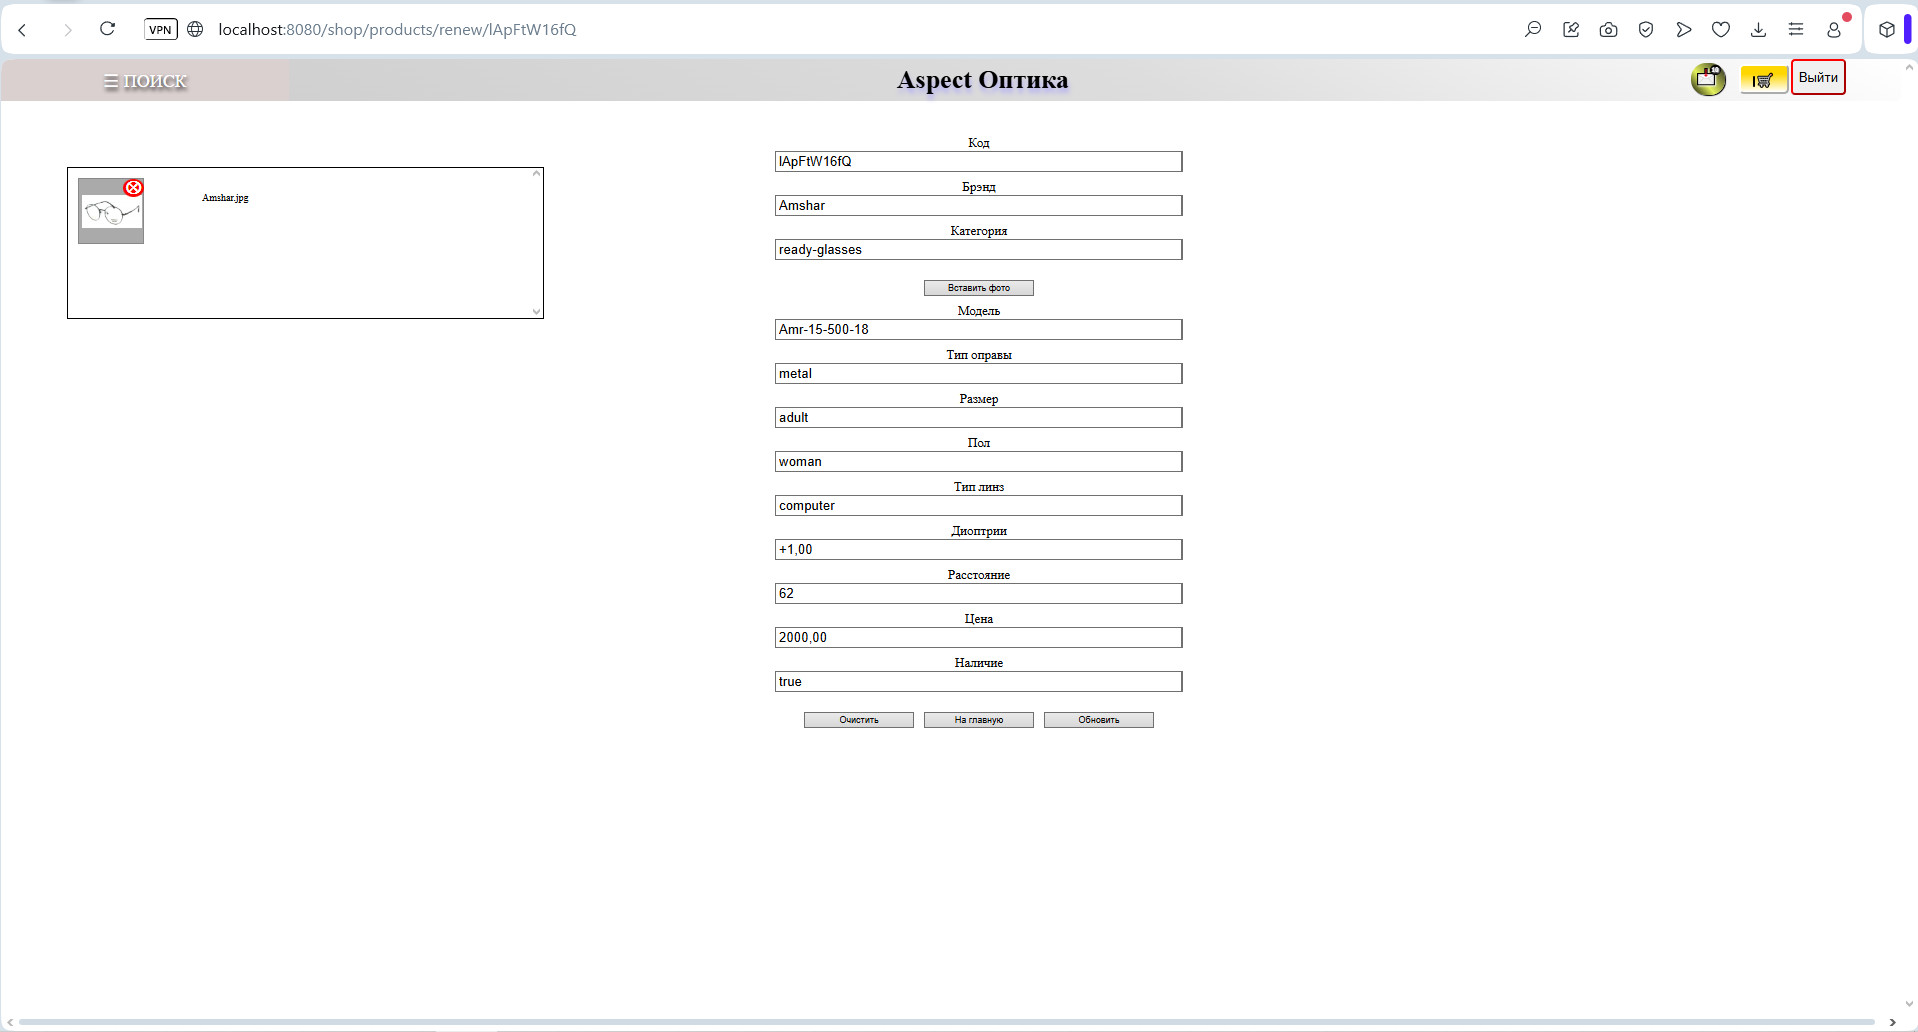 VPN
localhost:8080/shop/products/renew/lApFtW16fQ
☰ ПОИСК
Aspect Оптика
Выйти
Amshar.jpg
Код
lApFtW16fQ
Брэнд
Amshar
Категория
ready-glasses
Вставить фото
Модель
Amr-15-500-18
Тип оправы
metal
Размер
adult
Пол
woman
Тип линз
computer
Диоптрии
+1,00
Расстояние
62
Цена
2000,00
Наличие
true
Очистить
На главную
Обновить